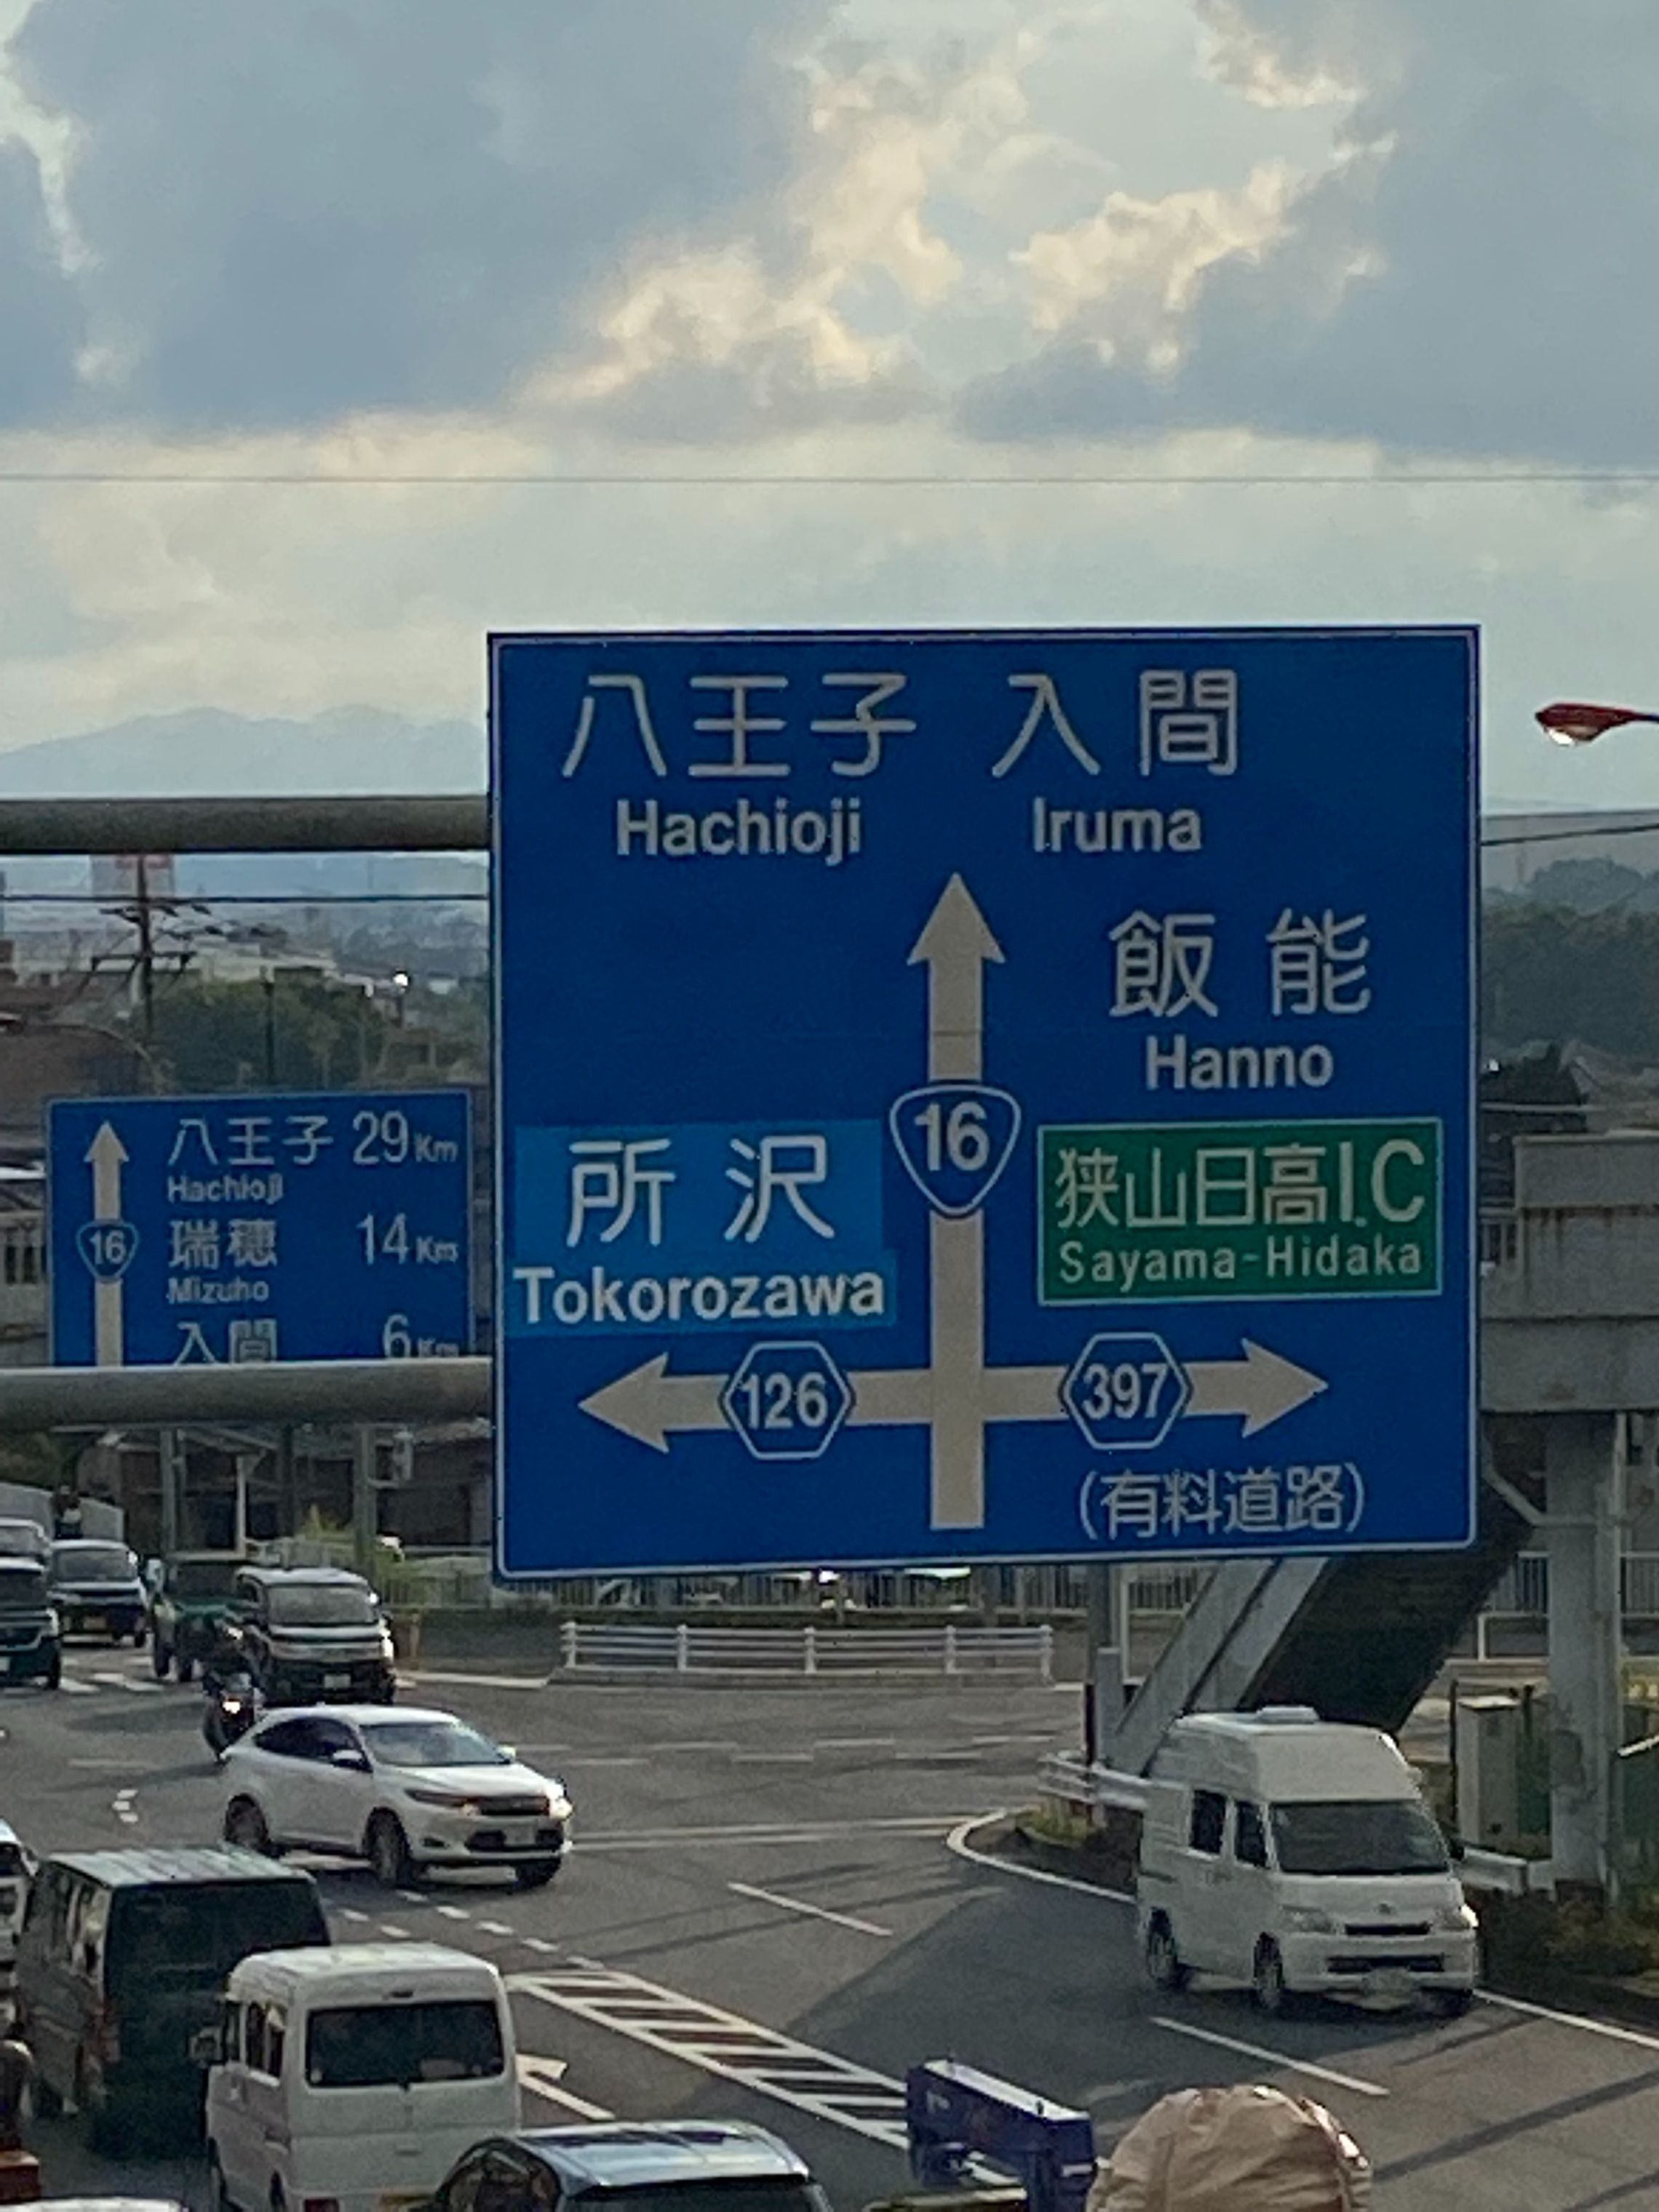 八王子 入間
Hachioji Iruma
飯能
Hanno
16
所沢
Tokorozawa
狭山日高I.C
Sayama-Hidaka
126
397
(有料道路)
八王子 29Km
Hachioji
16
瑞穂 14Km
Mizuho
入間 6Km